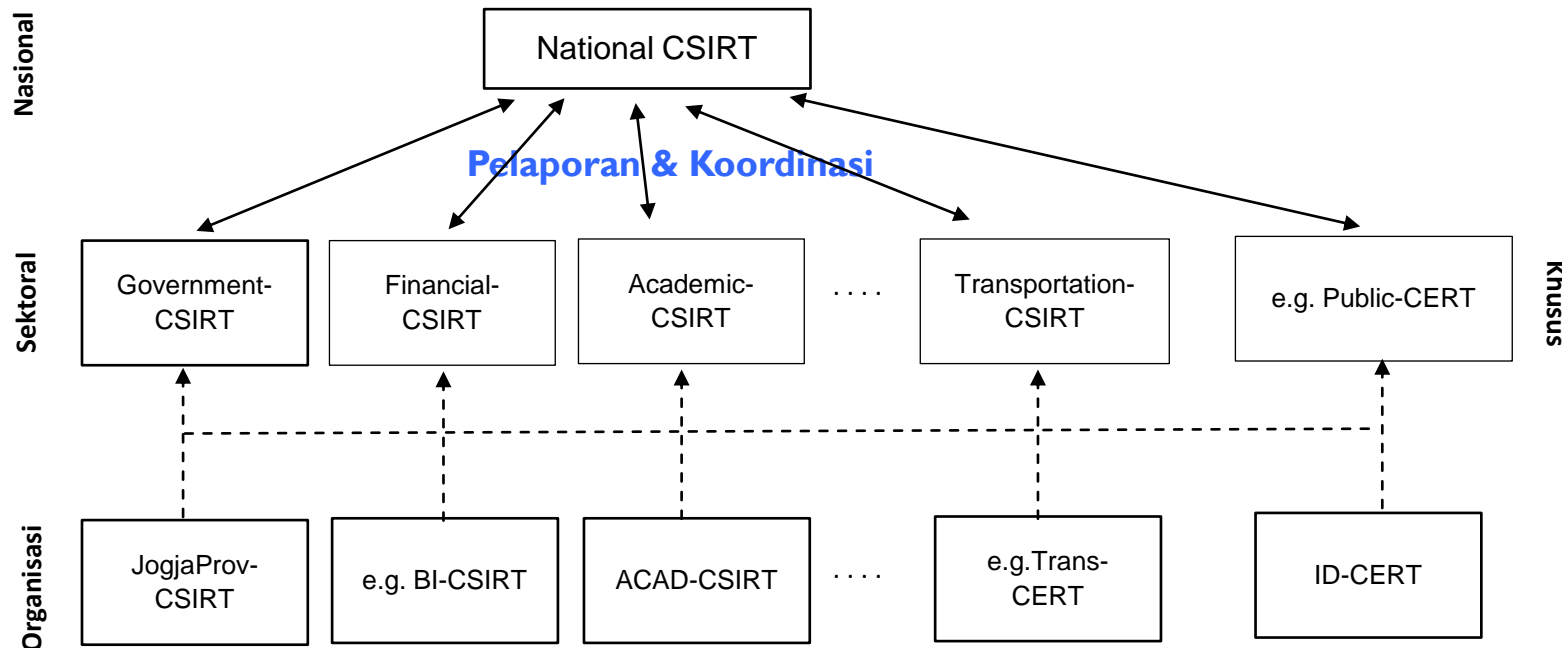 Nasional
National CSIRT
Pelaporan & Koordinasi
Sektoral
Government-
CSIRT
Financial-
CSIRT
Academic-
CSIRT
. . . .
Transportation-
CSIRT
e.g. Public-CERT
Khusus
Organisasi
JogjaProv-
CSIRT
e.g. BI-CSIRT
ACAD-CSIRT
. . . .
e.g.Trans-
CERT
ID-CERT